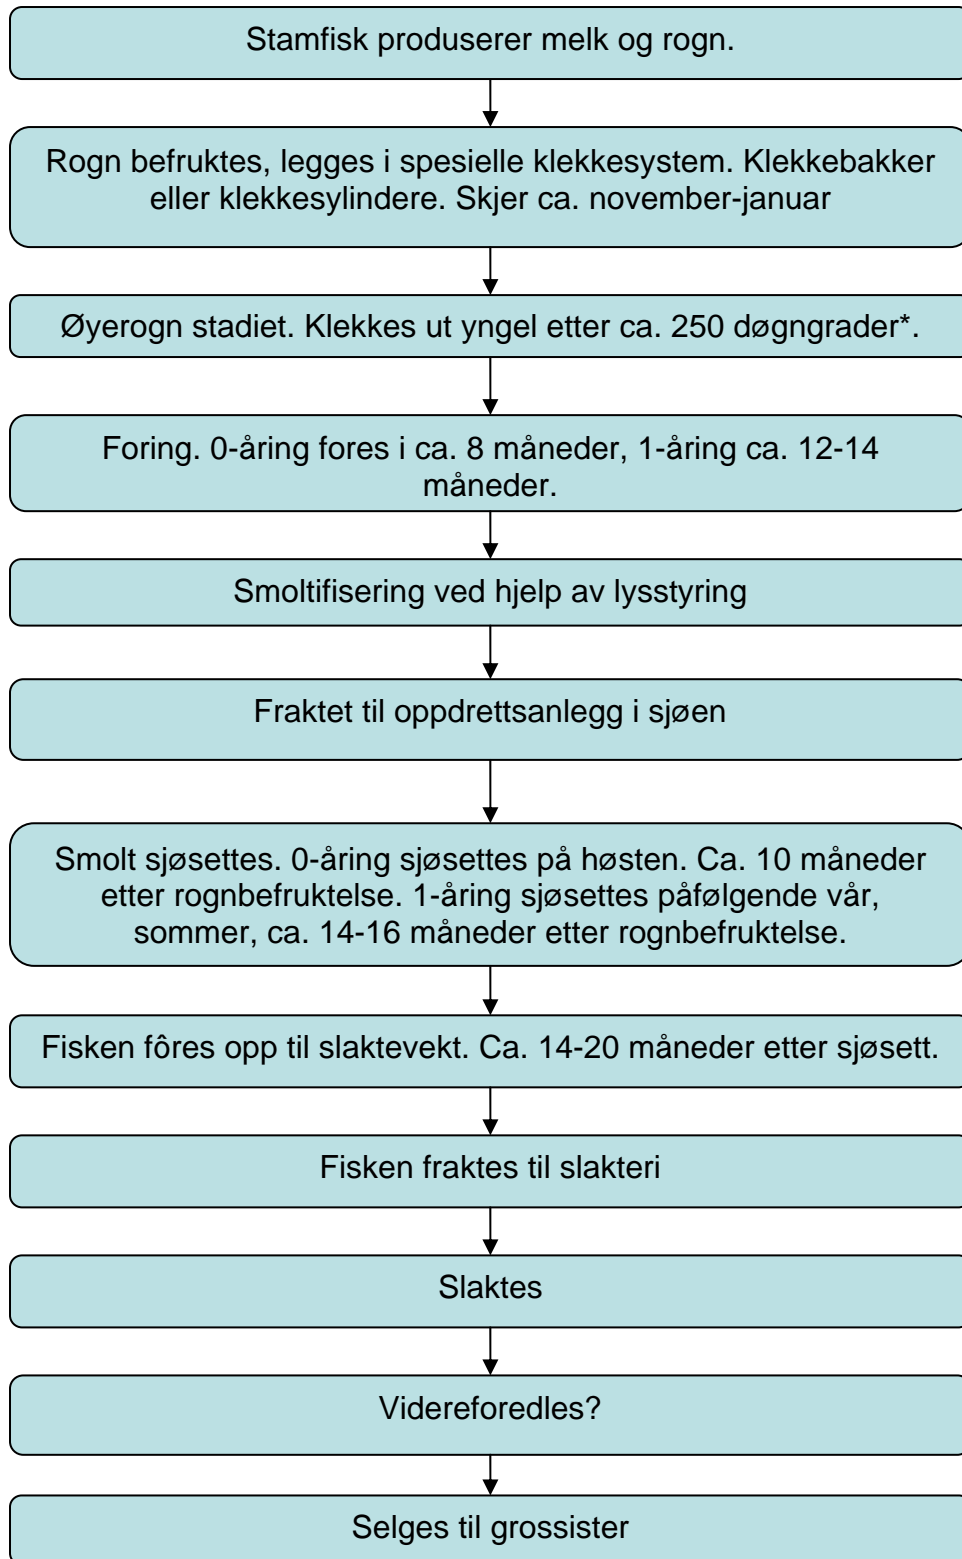 Stamfisk produserer melk og rogn.
Rogn befruktes, legges i spesielle klekkesystem. Klekkebakker
eller klekkesylindere. Skjer ca. november-januar
Øyerogn stadiet. Klekkes ut yngel etter ca. 250 døgngrader*.
Foring. 0-åring fores i ca. 8 måneder, 1-åring ca. 12-14
måneder.
Smoltifisering ved hjelp av lysstyring
Fraktet til oppdrettsanlegg i sjøen
Smolt sjøsettes. 0-åring sjøsettes på høsten. Ca. 10 måneder
etter rognbefruktelse. 1-åring sjøsettes påfølgende vår,
sommer, ca. 14-16 måneder etter rognbefruktelse.
Fisken fôres opp til slaktevekt. Ca. 14-20 måneder etter sjøsett.
Fisken fraktes til slakteri
Slaktes
Videreforedles?
Selges til grossister